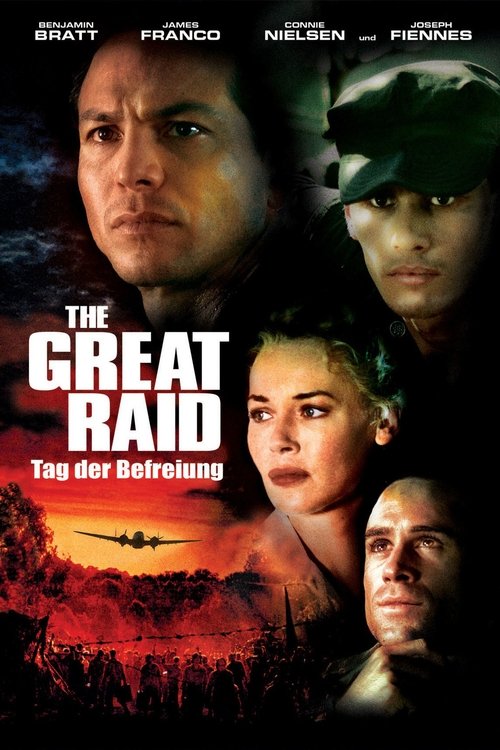 BENJAMIN BRATT
JAMES FRANCO
CONNIE NIELSEN
und
JOSEPH FIENNES
THE
GREAT
RAID
Tag der Befreiung